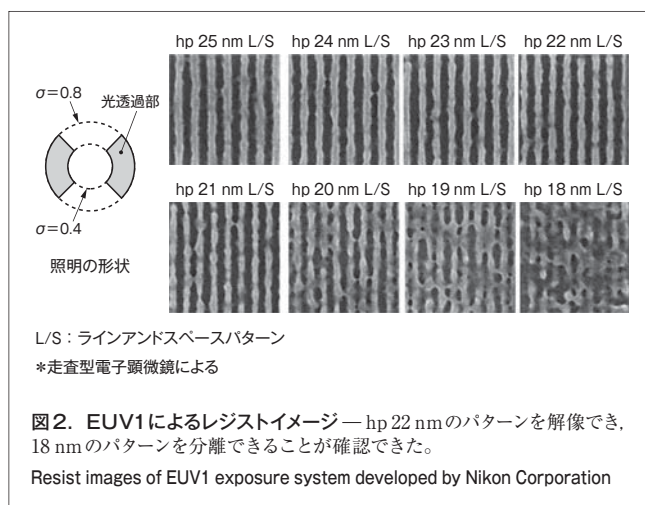 hp 25 nm L/S hp 24 nm L/S hp 23 nm L/S hp 22 nm L/S
σ=0.8
光透過部
hp 21 nm L/S hp 20 nm L/S hp 19 nm L/S hp 18 nm L/S
σ=0.4
照明の形状
L/S：ラインアンドスペースパターン
*走査型電子顕微鏡による
図2．EUV1によるレジストイメージ — hp 22 nmのパターンを解像でき，
18 nmのパターンを分離できることが確認できた。
Resist images of EUV1 exposure system developed by Nikon Corporation